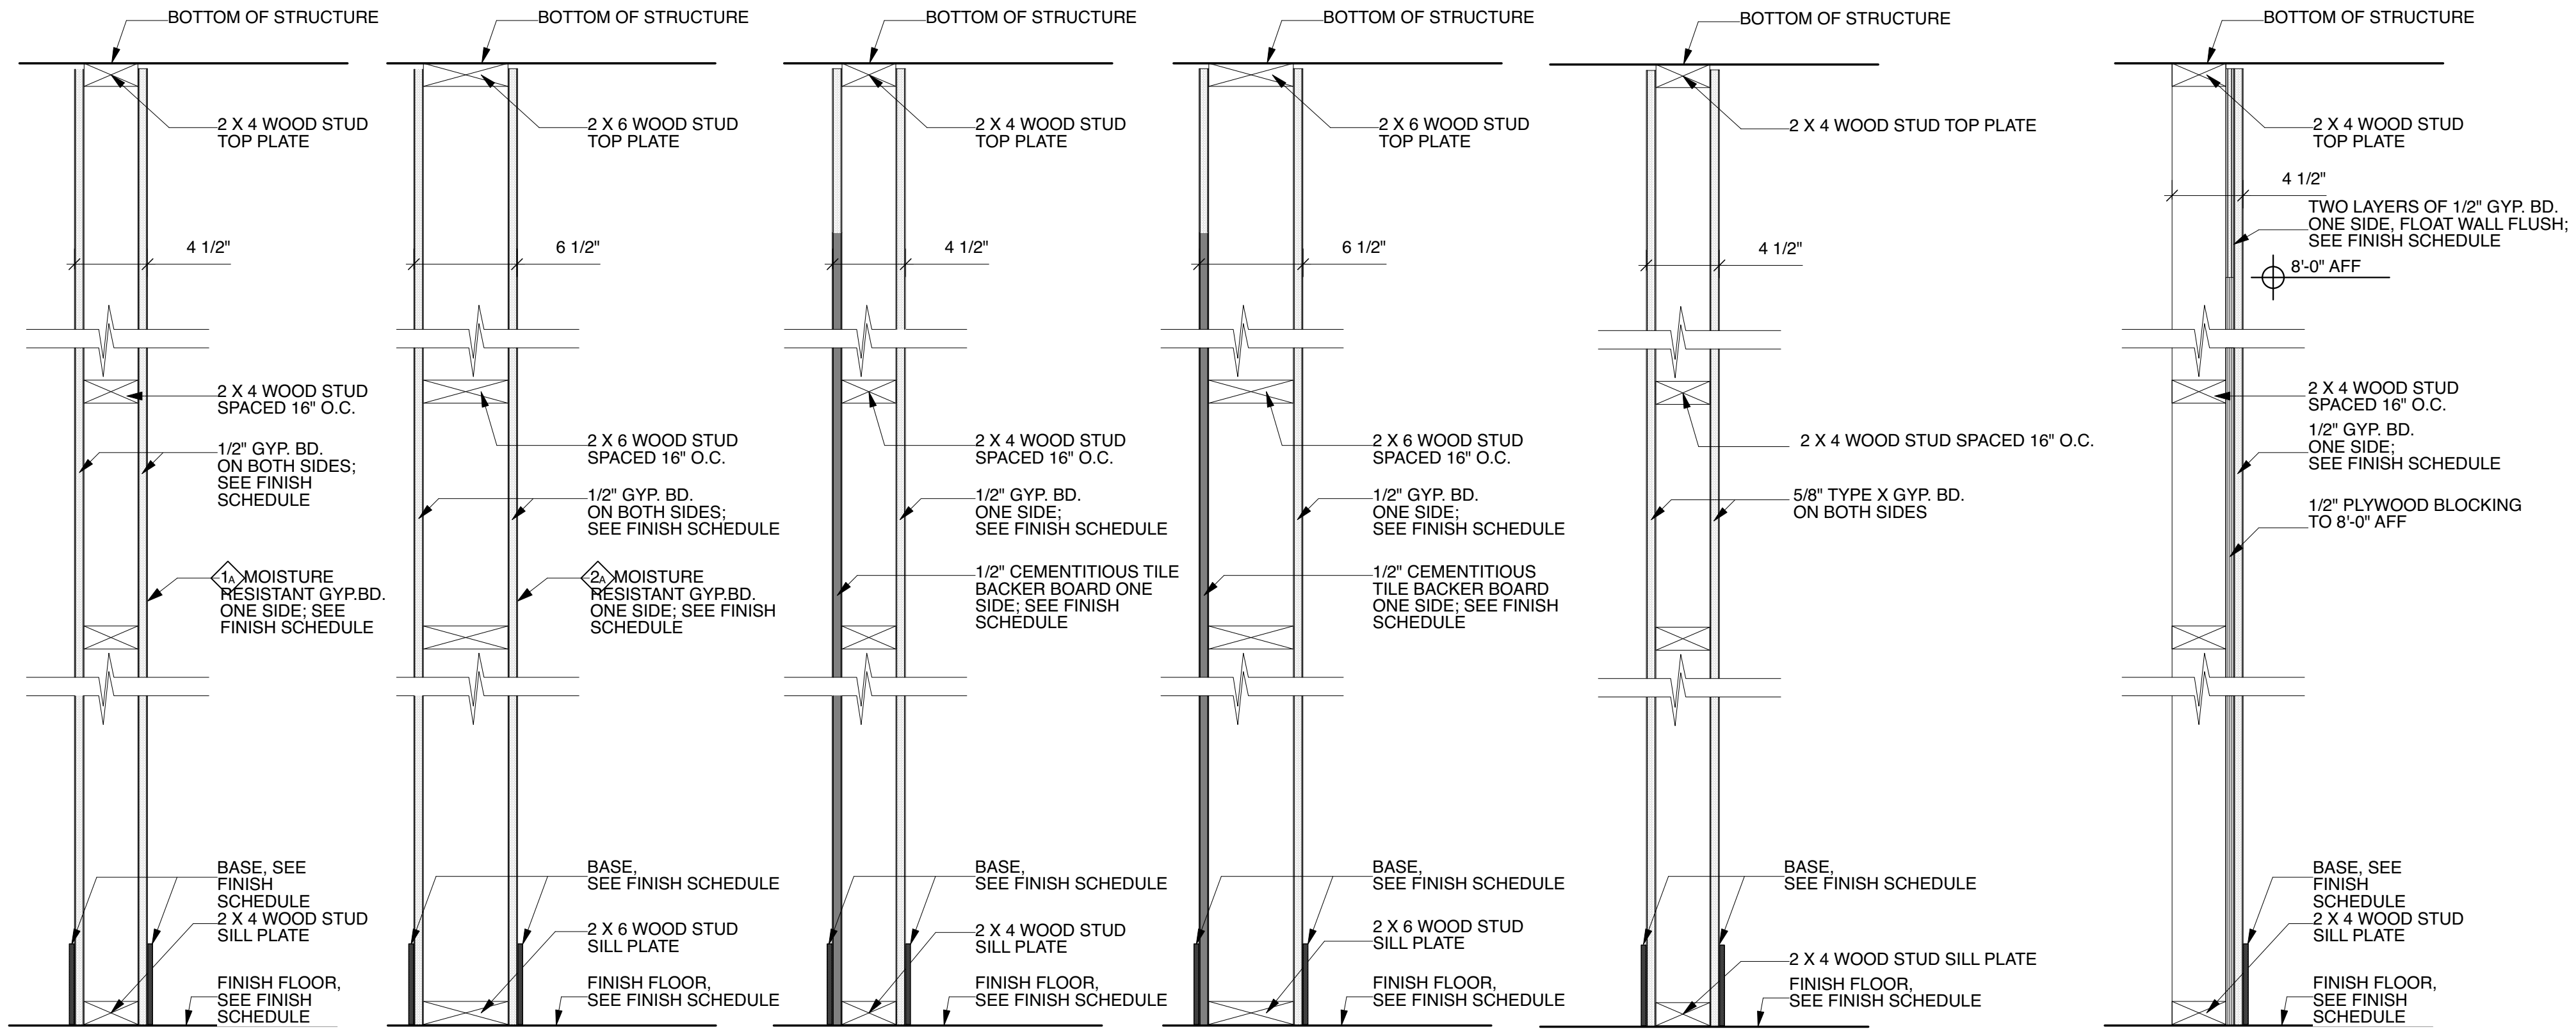 BOTTOM OF STRUCTURE
2 X 4 WOOD STUD
TOP PLATE
4 1/2"
2 X 4 WOOD STUD
SPACED 16" O.C.
1/2" GYP. BD.
ON BOTH SIDES;
SEE FINISH
SCHEDULE
1A MOISTURE
RESISTANT GYP.BD.
ONE SIDE; SEE
FINISH SCHEDULE
BASE, SEE
FINISH
SCHEDULE
2 X 4 WOOD STUD
SILL PLATE
FINISH FLOOR,
SEE FINISH
SCHEDULE
BOTTOM OF STRUCTURE
2 X 6 WOOD STUD
TOP PLATE
6 1/2"
2 X 6 WOOD STUD
SPACED 16" O.C.
1/2" GYP. BD.
ON BOTH SIDES;
SEE FINISH SCHEDULE
2A MOISTURE
RESISTANT GYP.BD.
ONE SIDE; SEE FINISH
SCHEDULE
BASE,
SEE FINISH SCHEDULE
2 X 6 WOOD STUD
SILL PLATE
FINISH FLOOR,
SEE FINISH SCHEDULE
BOTTOM OF STRUCTURE
2 X 4 WOOD STUD
TOP PLATE
4 1/2"
2 X 4 WOOD STUD
SPACED 16" O.C.
1/2" GYP. BD.
ONE SIDE;
SEE FINISH SCHEDULE
1/2" CEMENTITIOUS TILE
BACKER BOARD ONE
SIDE; SEE FINISH
SCHEDULE
BASE,
SEE FINISH SCHEDULE
2 X 4 WOOD STUD
SILL PLATE
FINISH FLOOR,
SEE FINISH SCHEDULE
BOTTOM OF STRUCTURE
2 X 6 WOOD STUD
TOP PLATE
6 1/2"
2 X 6 WOOD STUD
SPACED 16" O.C.
1/2" GYP. BD.
ONE SIDE;
SEE FINISH SCHEDULE
1/2" CEMENTITIOUS
TILE BACKER BOARD
ONE SIDE; SEE FINISH
SCHEDULE
BASE,
SEE FINISH SCHEDULE
2 X 6 WOOD STUD
SILL PLATE
FINISH FLOOR,
SEE FINISH SCHEDULE
BOTTOM OF STRUCTURE
2 X 4 WOOD STUD TOP PLATE
4 1/2"
2 X 4 WOOD STUD SPACED 16" O.C.
5/8" TYPE X GYP. BD.
ON BOTH SIDES
BASE,
SEE FINISH SCHEDULE
2 X 4 WOOD STUD SILL PLATE
FINISH FLOOR,
SEE FINISH SCHEDULE
BOTTOM OF STRUCTURE
2 X 4 WOOD STUD
TOP PLATE
4 1/2"
TWO LAYERS OF 1/2" GYP. BD.
ONE SIDE, FLOAT WALL FLUSH;
SEE FINISH SCHEDULE
8'-0" AFF
2 X 4 WOOD STUD
SPACED 16" O.C.
1/2" GYP. BD.
ONE SIDE;
SEE FINISH SCHEDULE
1/2" PLYWOOD BLOCKING
TO 8'-0" AFF
BASE, SEE
FINISH
SCHEDULE
2 X 4 WOOD STUD
SILL PLATE
FINISH FLOOR,
SEE FINISH
SCHEDULE